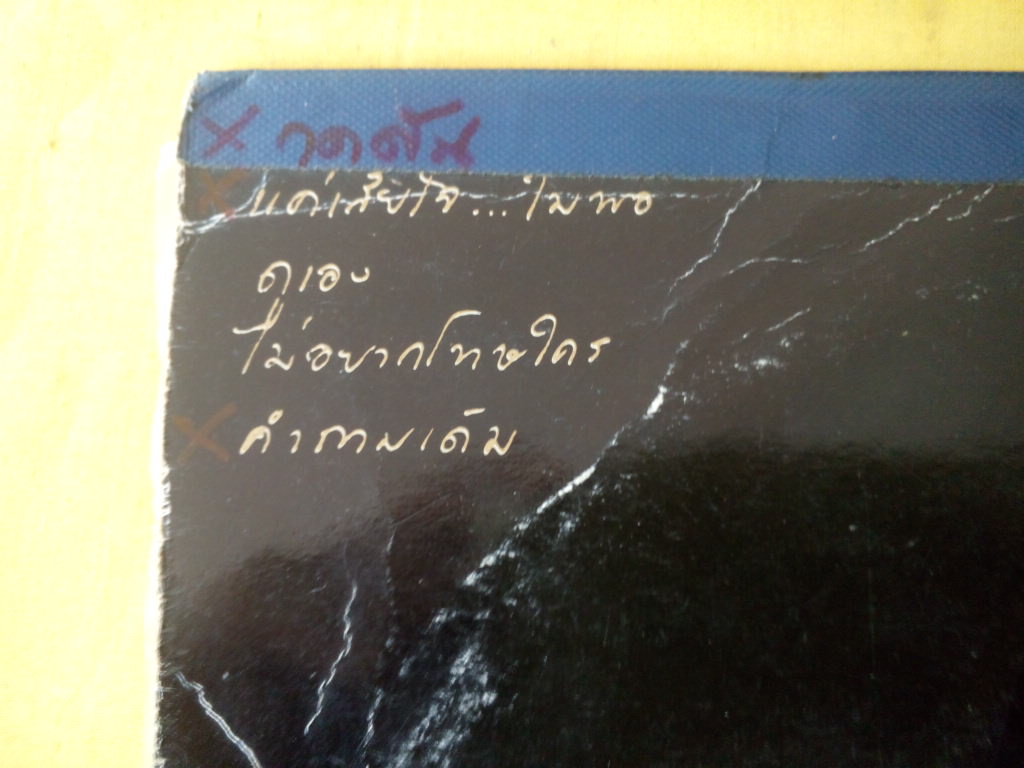 × วดฉัน
× แค่เสียใจ...ไม่พอ
ดูเอง
ไม่อยากโทษใคร
× คำถามเดิม